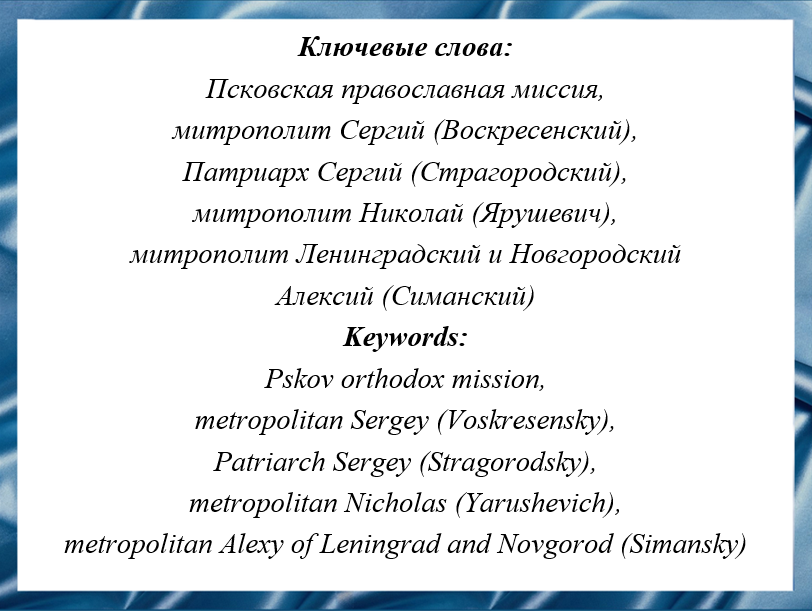 Ключевые слова:
Псковская православная миссия,
митрополит Сергий (Воскресенский),
Патриарх Сергий (Страгородский),
митрополит Николай (Ярушевич),
митрополит Ленинградский и Новгородский
Алексий (Симанский)
Keywords:
Pskov orthodox mission,
metropolitan Sergey (Voskresensky),
Patriarch Sergey (Stragorodsky),
metropolitan Nicholas (Yarushevich),
metropolitan Alexy of Leningrad and Novgorod (Simansky)